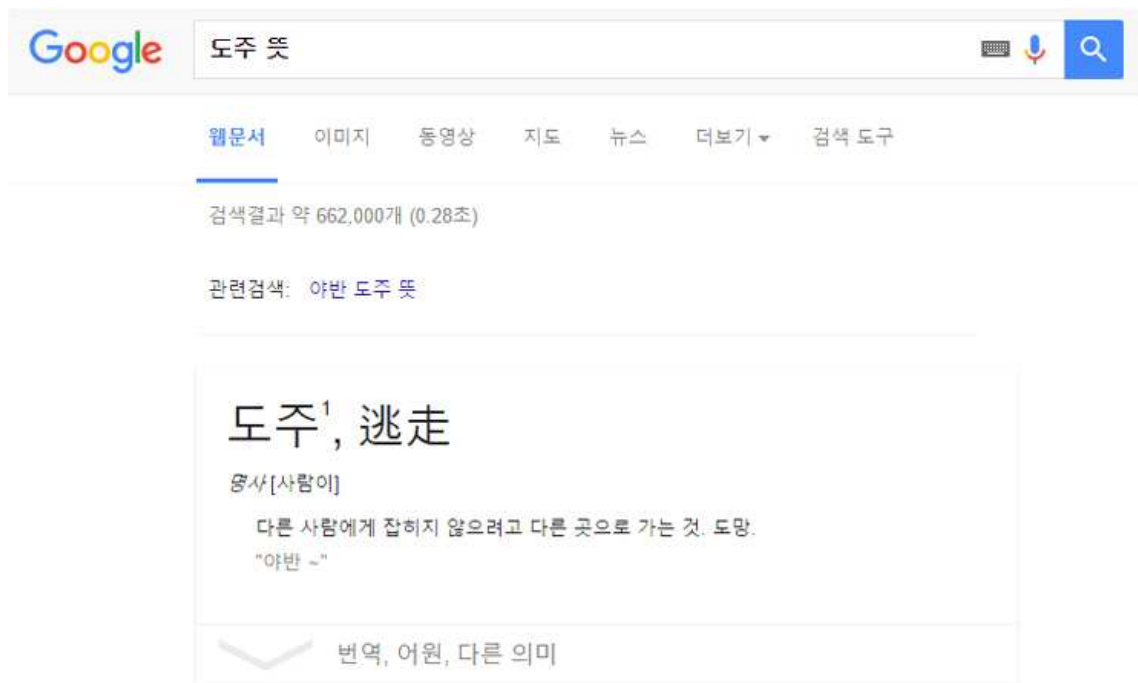 Google 도주 뜻
웹문서 이미지 동영상 지도 뉴스 더보기 검색 도구
검색결과 약 662,000개 (0.28초)
관련검색: 야반 도주 뜻
도주¹, 逃走
명사 [사람이]
다른 사람에게 잡히지 않으려고 다른 곳으로 가는 것. 도망.
"야반 ~"
번역, 어원, 다른 의미